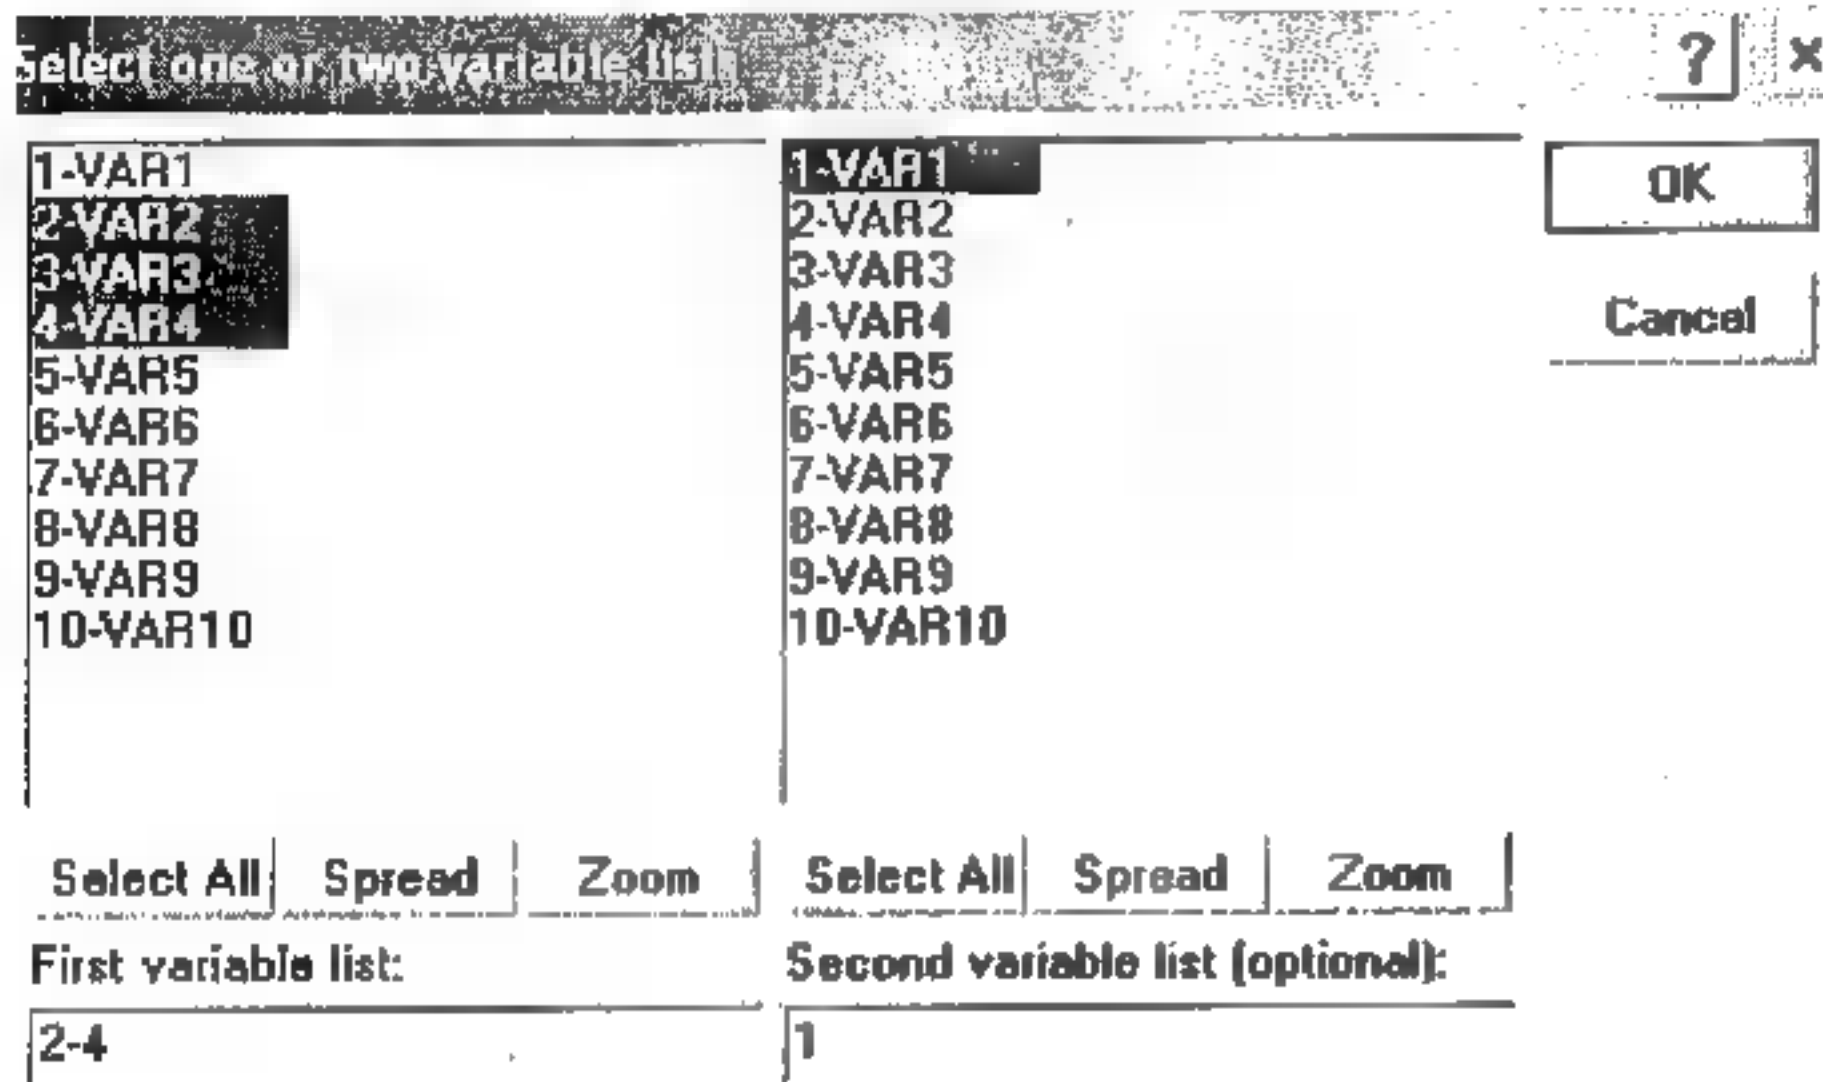 Select one or two variable list:
1-VAR1
2-VAR2
3-VAR3
4-VAR4
5-VAR5
6-VAR6
7-VAR7
8-VAR8
9-VAR9
10-VAR10
Select All Spread Zoom
First variable list:
2-4
1-VAR1
2-VAR2
3-VAR3
4-VAR4
5-VAR5
6-VAR6
7-VAR7
8-VAR8
9-VAR9
10-VAR10
Select All Spread Zoom
Second variable list (optional):
1
? ×
OK
Cancel